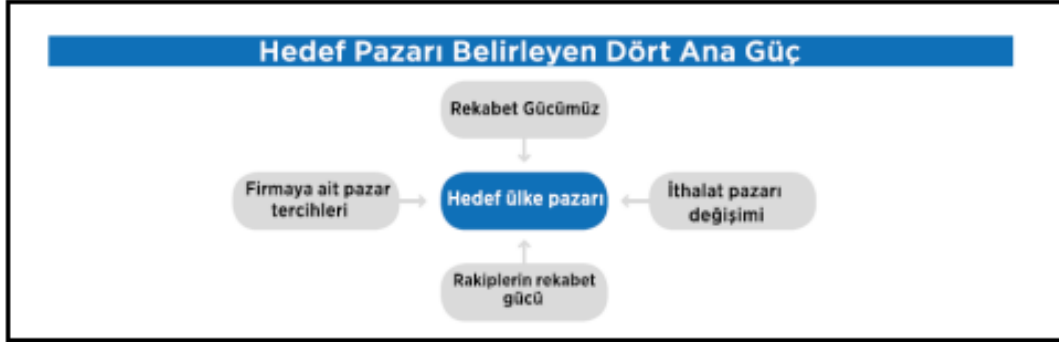 Hedef Pazarı Belirleyen Dört Ana Güç
Rekabet Gücümüz
Firmaya ait pazar
tercihleri
Hedef ülke pazarı
İthalat pazarı
değişimi
Rakiplerin rekabet
gücü